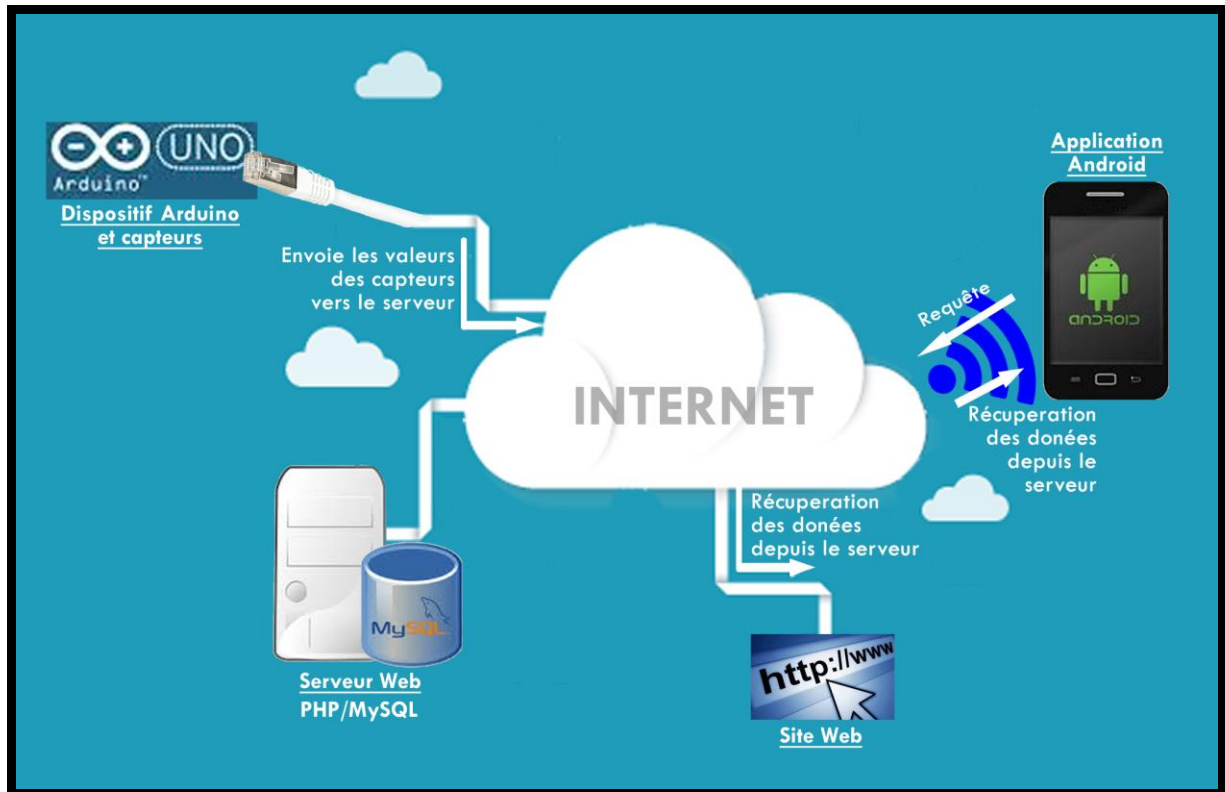 UNO
Arduino™
Dispositif Arduino
et capteurs
Envoie les valeurs
des capteurs
vers le serveur
Application
Android
ANDROID
Requête
Récuperation
des donées
depuis le
serveur
INTERNET
Récuperation
des donées
depuis le serveur
MySQL
Serveur Web
PHP/MySQL
http://www
Site Web